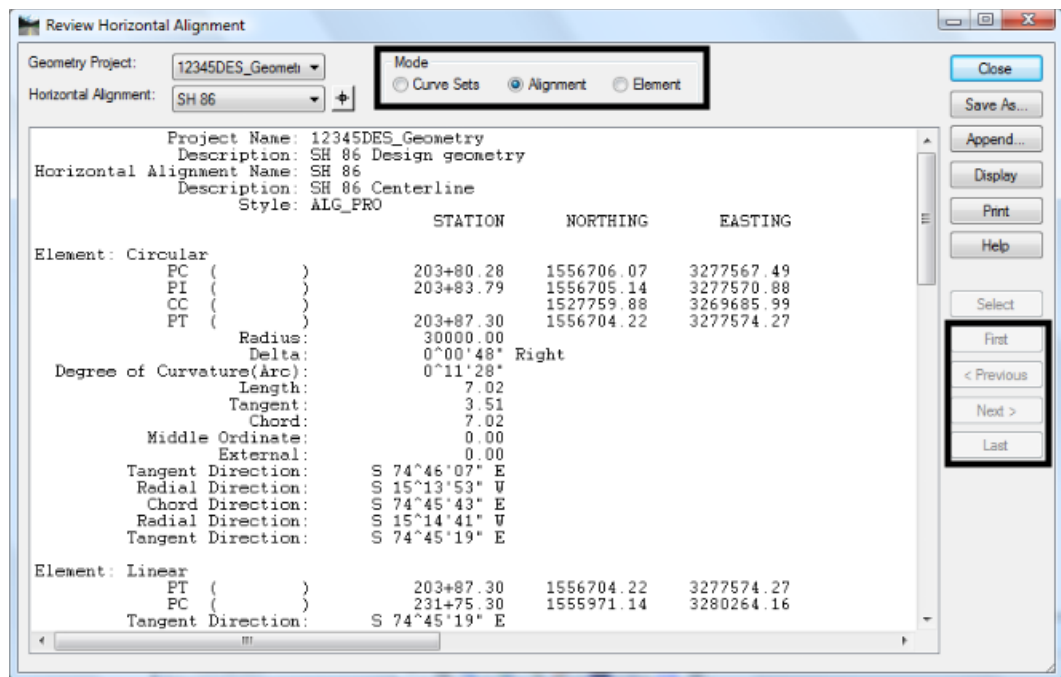 Review Horizontal Alignment
Geometry Project: 12345DES_Geometi
Horizontal Alignment: SH 86
Mode
Curve Sets Alignment Element
Close
Save As...
Append...
Display
Print
Help
Select
First
< Previous
Next >
Last
Project Name: 12345DES_Geometry
Description: SH 86 Design geometry
Horizontal Alignment Name: SH 86
Description: SH 86 Centerline
Style: ALG_PRO
STATION NORTHING EASTING
Element: Circular
PC ( ) 203+80.28 1556706.07 3277567.49
PI ( ) 203+83.79 1556705.14 3277570.88
CC ( ) 1527759.88 3269685.99
PT ( ) 203+87.30 1556704.22 3277574.27
Radius: 30000.00
Delta: 0^00'48" Right
Degree of Curvature(Arc): 0^11'28"
Length: 7.02
Tangent: 3.51
Chord: 7.02
Middle Ordinate: 0.00
External: 0.00
Tangent Direction: S 74^46'07" E
Radial Direction: S 15^13'53" W
Chord Direction: S 74^45'43" E
Radial Direction: S 15^14'41" W
Tangent Direction: S 74^45'19" E
Element: Linear
PT ( ) 203+87.30 1556704.22 3277574.27
PC ( ) 231+75.30 1555971.14 3280264.16
Tangent Direction: S 74^45'19" E